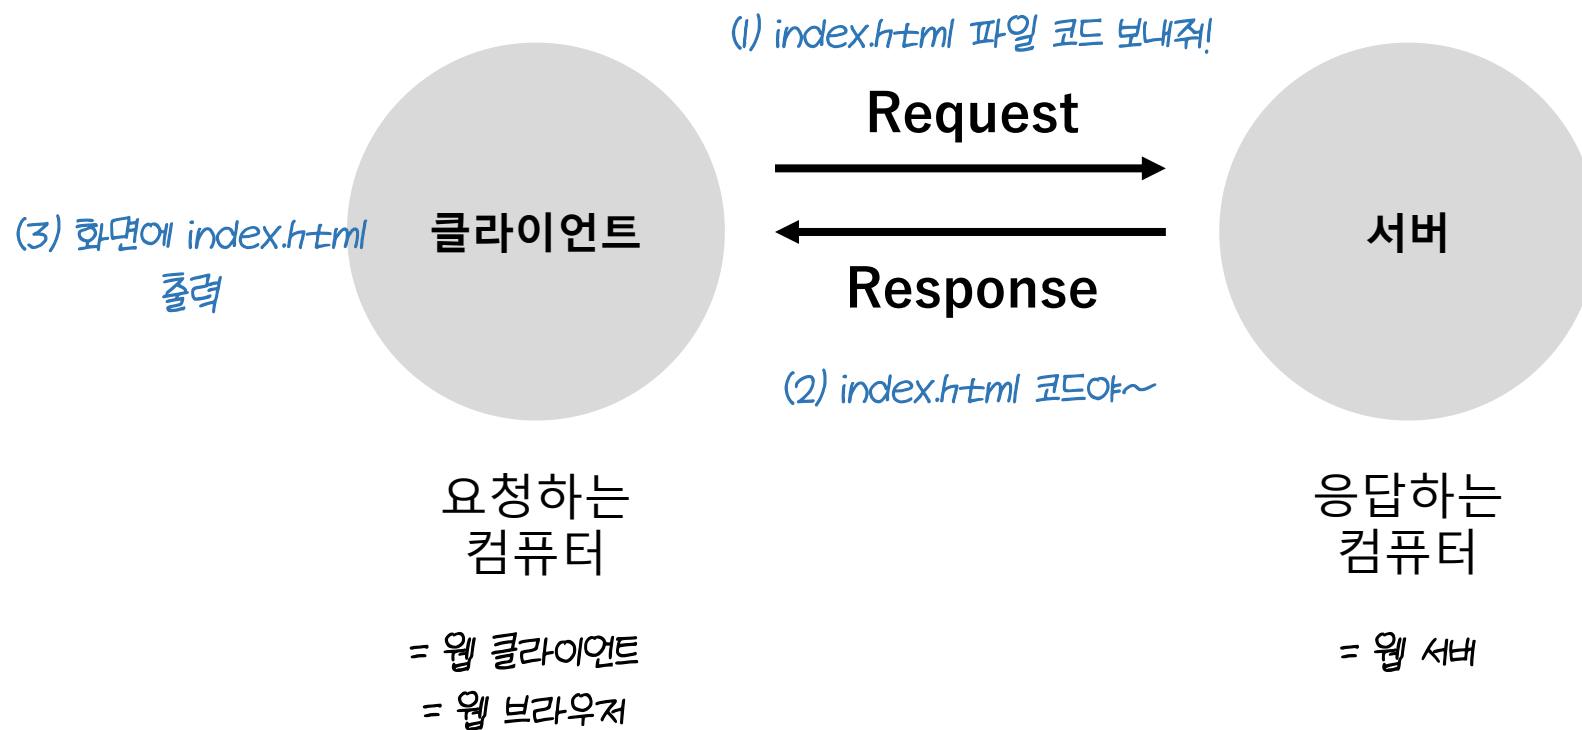 (1) index.html 파일 코드 보내줘!
Request
(3) 화면에 index.html
출력
클라이언트
서버
Response
(2) index.html 코드야~
요청하는
컴퓨터
응답하는
컴퓨터
= 웹 클라이언트
= 웹 브라우저
= 웹 서버